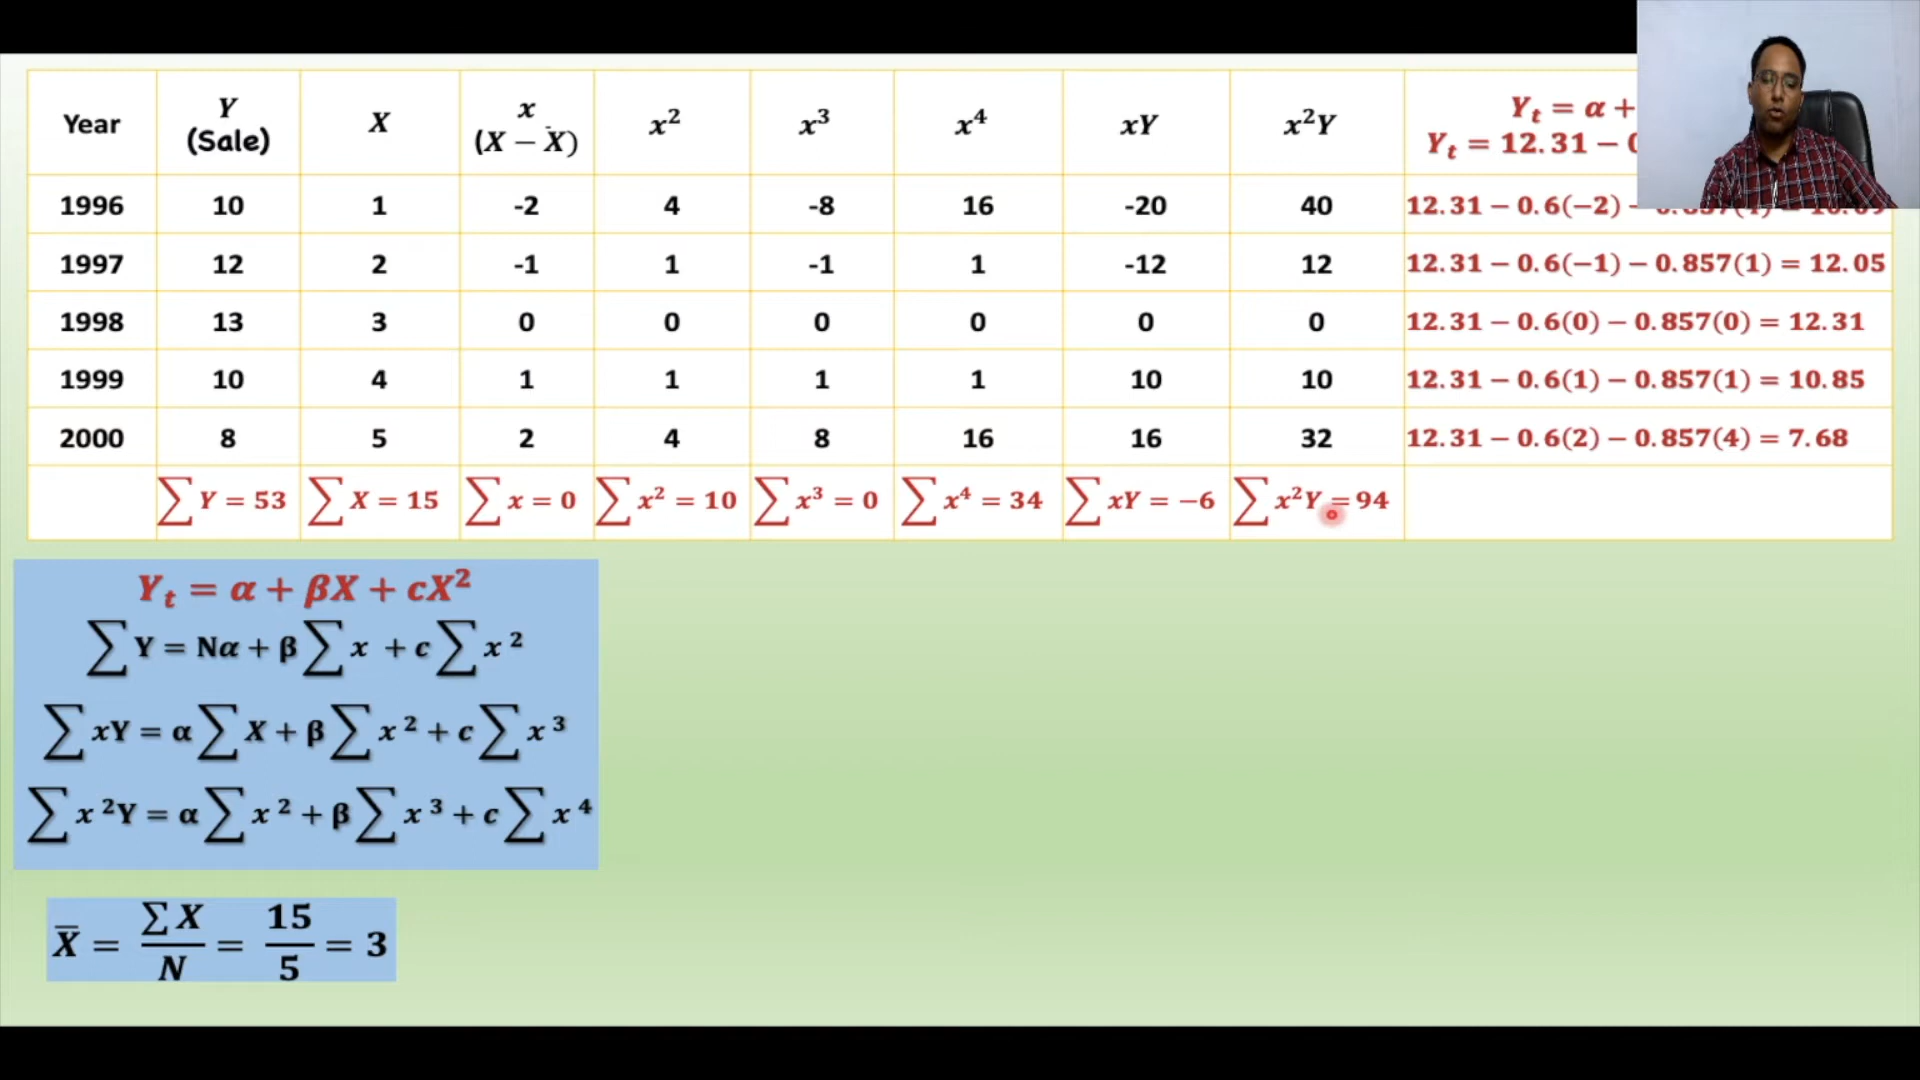 Year Y (Sale) X x (X − X̄) x² x³ x⁴ xY x²Y Yₜ = α +
Yₜ = 12.31 −
1996 10 1 -2 4 -8 16 -20 40 12.31 − 0.6(−2)
1997 12 2 -1 1 -1 1 -12 12 12.31 − 0.6(−1) − 0.857(1) = 12.05
1998 13 3 0 0 0 0 0 0 12.31 − 0.6(0) − 0.857(0) = 12.31
1999 10 4 1 1 1 1 10 10 12.31 − 0.6(1) − 0.857(1) = 10.85
2000 8 5 2 4 8 16 16 32 12.31 − 0.6(2) − 0.857(4) = 7.68
∑Y = 53 ∑X = 15 ∑x = 0 ∑x² = 10 ∑x³ = 0 ∑x⁴ = 34 ∑xY = −6 ∑x²Y = 94
Yₜ = α + βX + cX²
∑Y = Nα + β∑x + c∑x²
∑xY = α∑X + β∑x² + c∑x³
∑x²Y = α∑x² + β∑x³ + c∑x⁴
X̄ = ∑X / N = 15 / 5 = 3